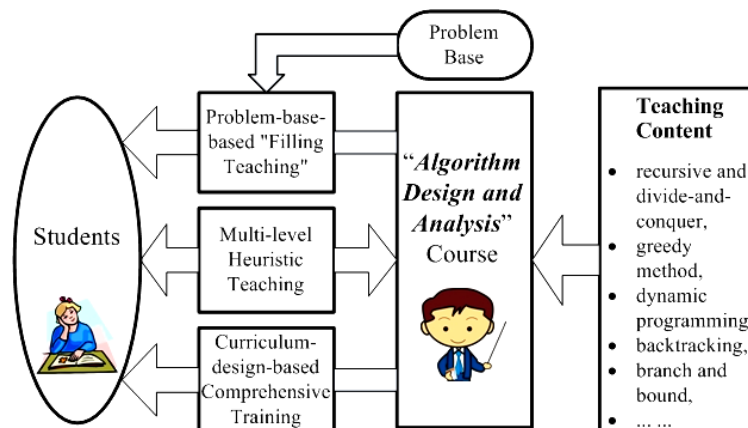 Problem
Base
Problem-base-
based "Filling
Teaching"
Students
Multi-level
Heuristic
Teaching
Curriculum-
design-based
Comprehensive
Training
“Algorithm
Design and
Analysis”
Course
Teaching
Content
• recursive and
divide-and-
conquer,
• greedy
method,
• dynamic
programming
• backtracking,
• branch and
bound,
• ... ...